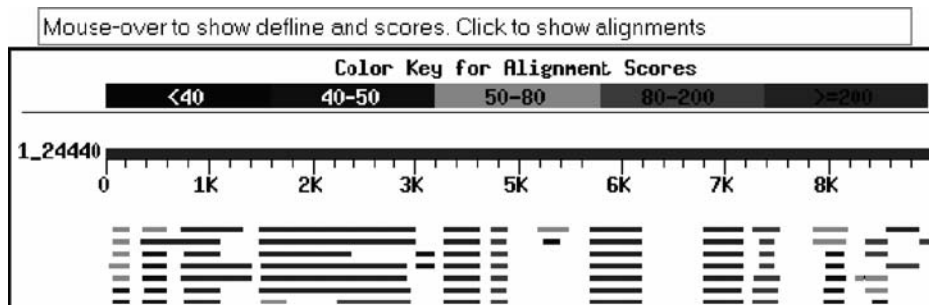 Mouse-over to show defline and scores. Click to show alignments
Color Key for Alignment Scores
<40 40-50 50-80 80-200 >=200
1_24440
0 1K 2K 3K 5K 6K 7K 8K